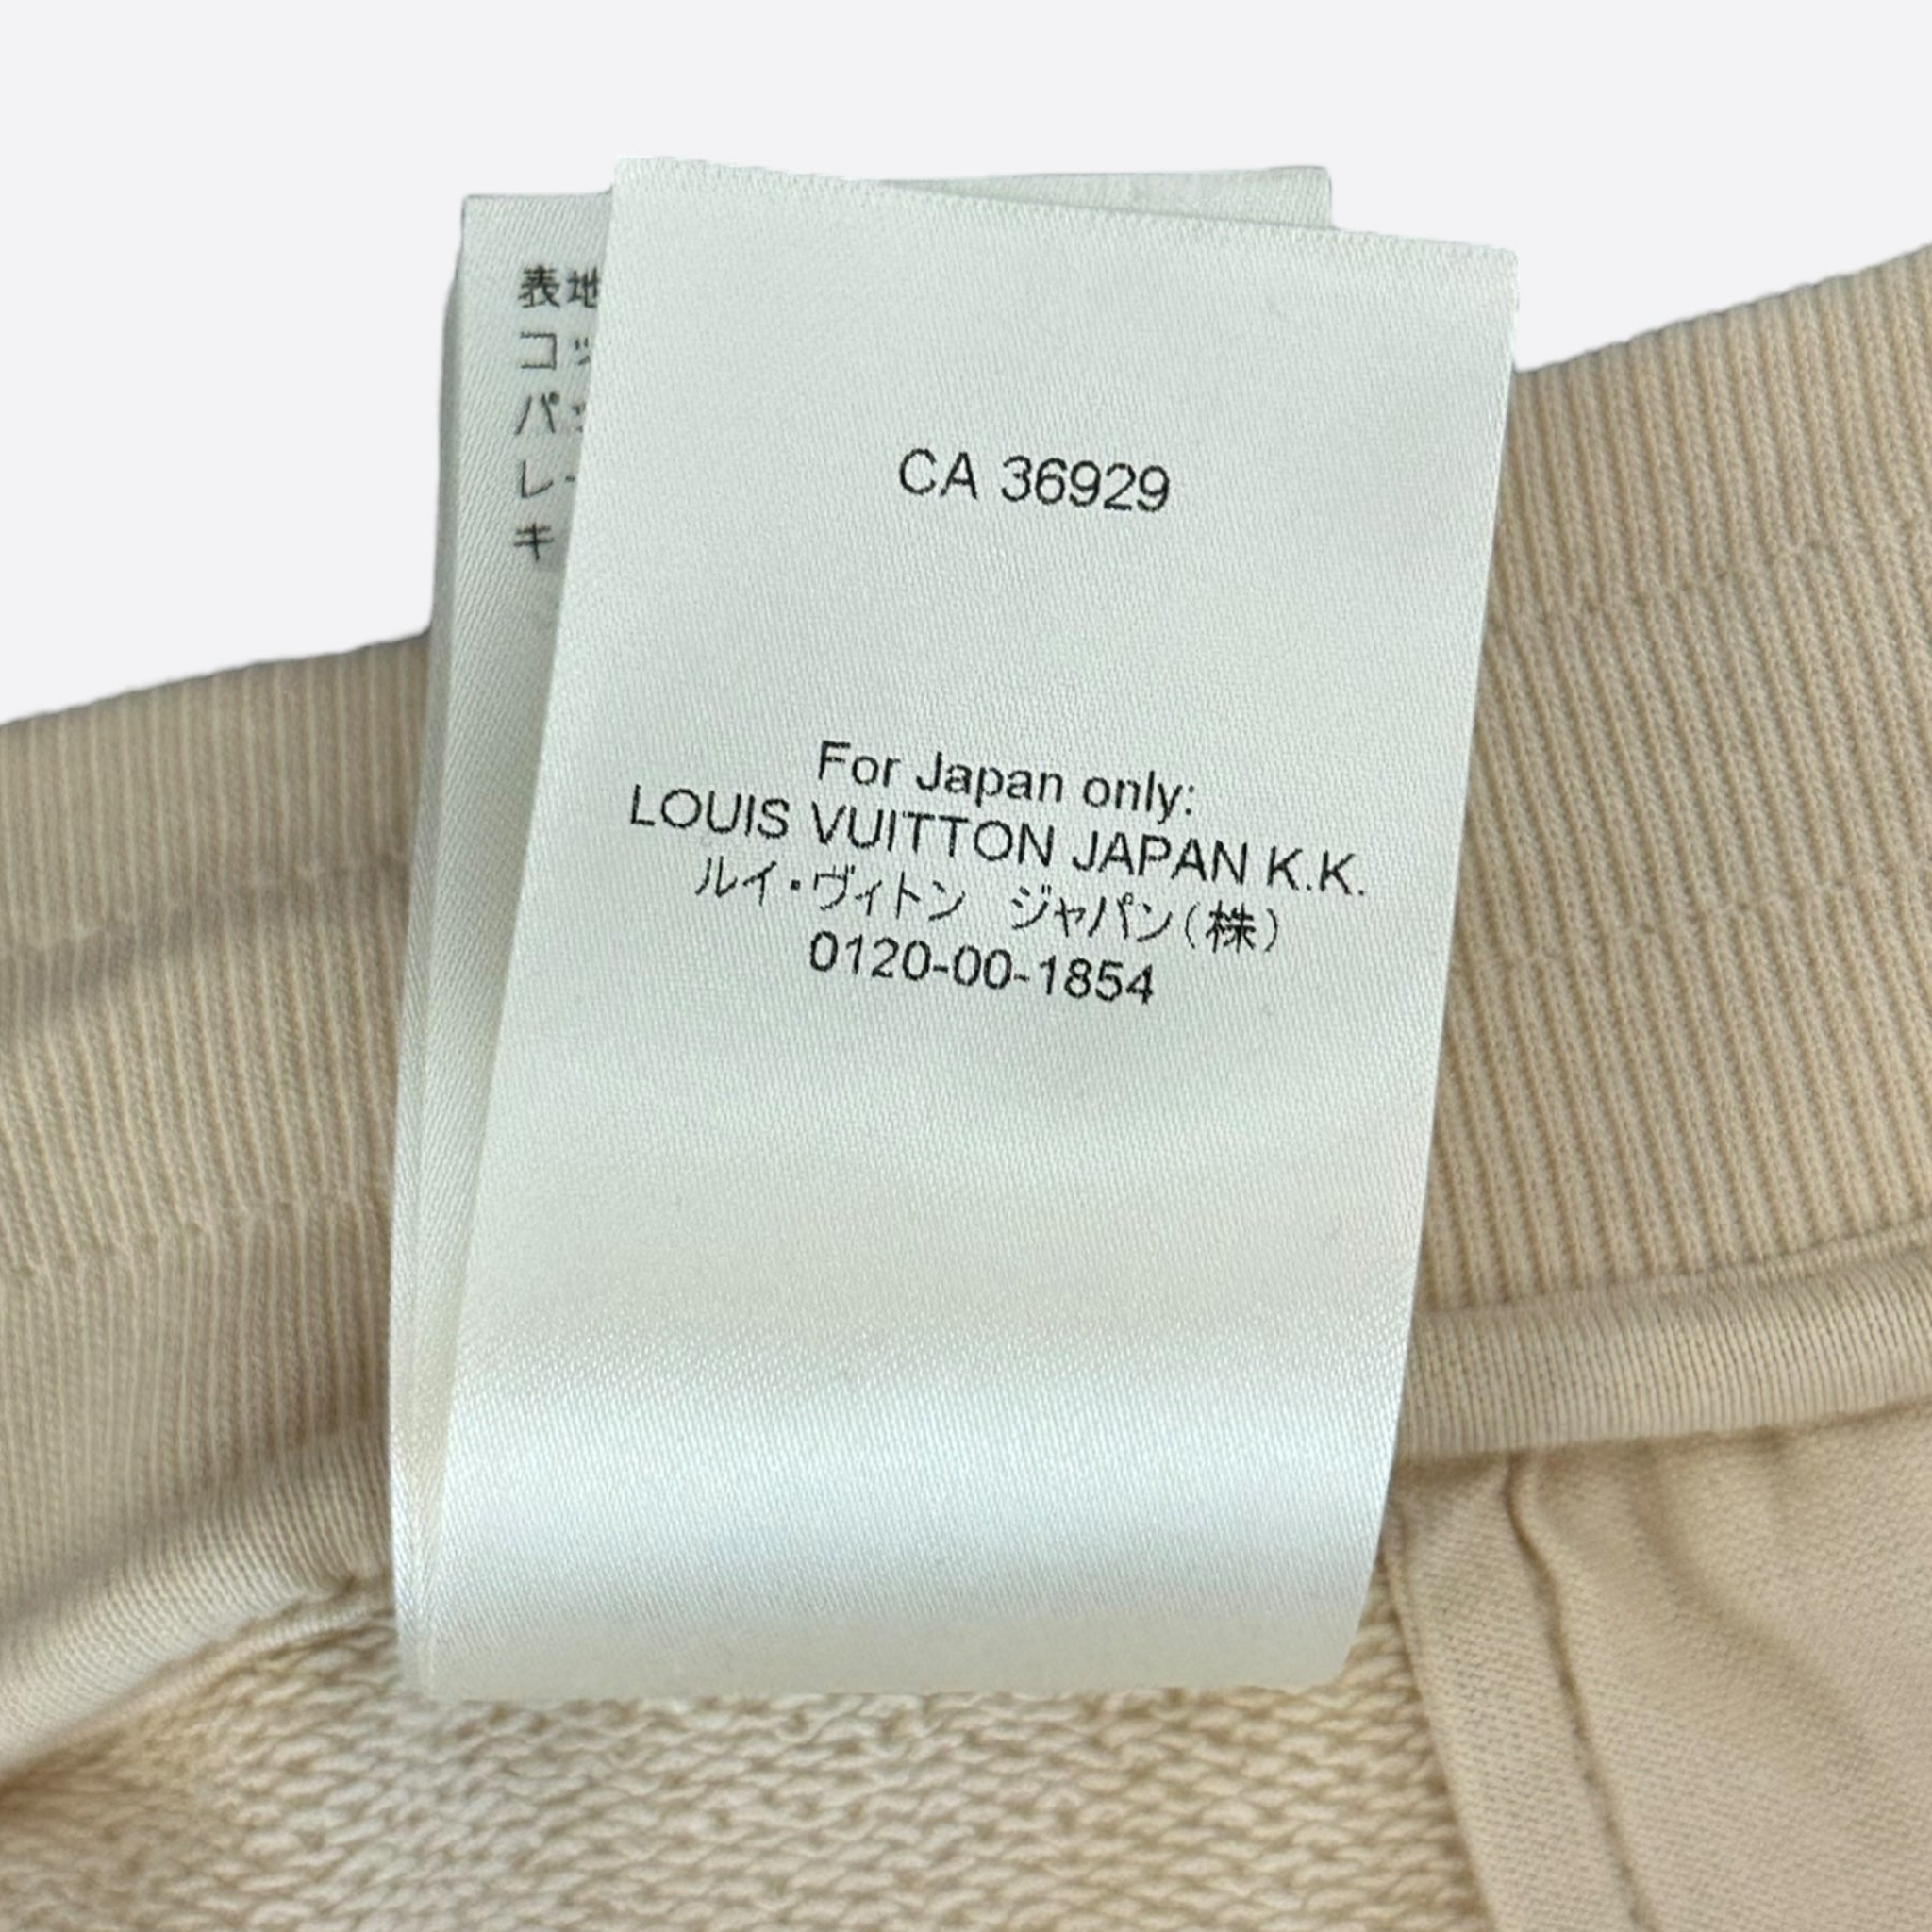 表地
コッ
パッ
レー
キ
CA 36929
For Japan only:
LOUIS VUITTON JAPAN K.K.
ルイ・ヴィトン ジャパン(株)
0120-00-1854